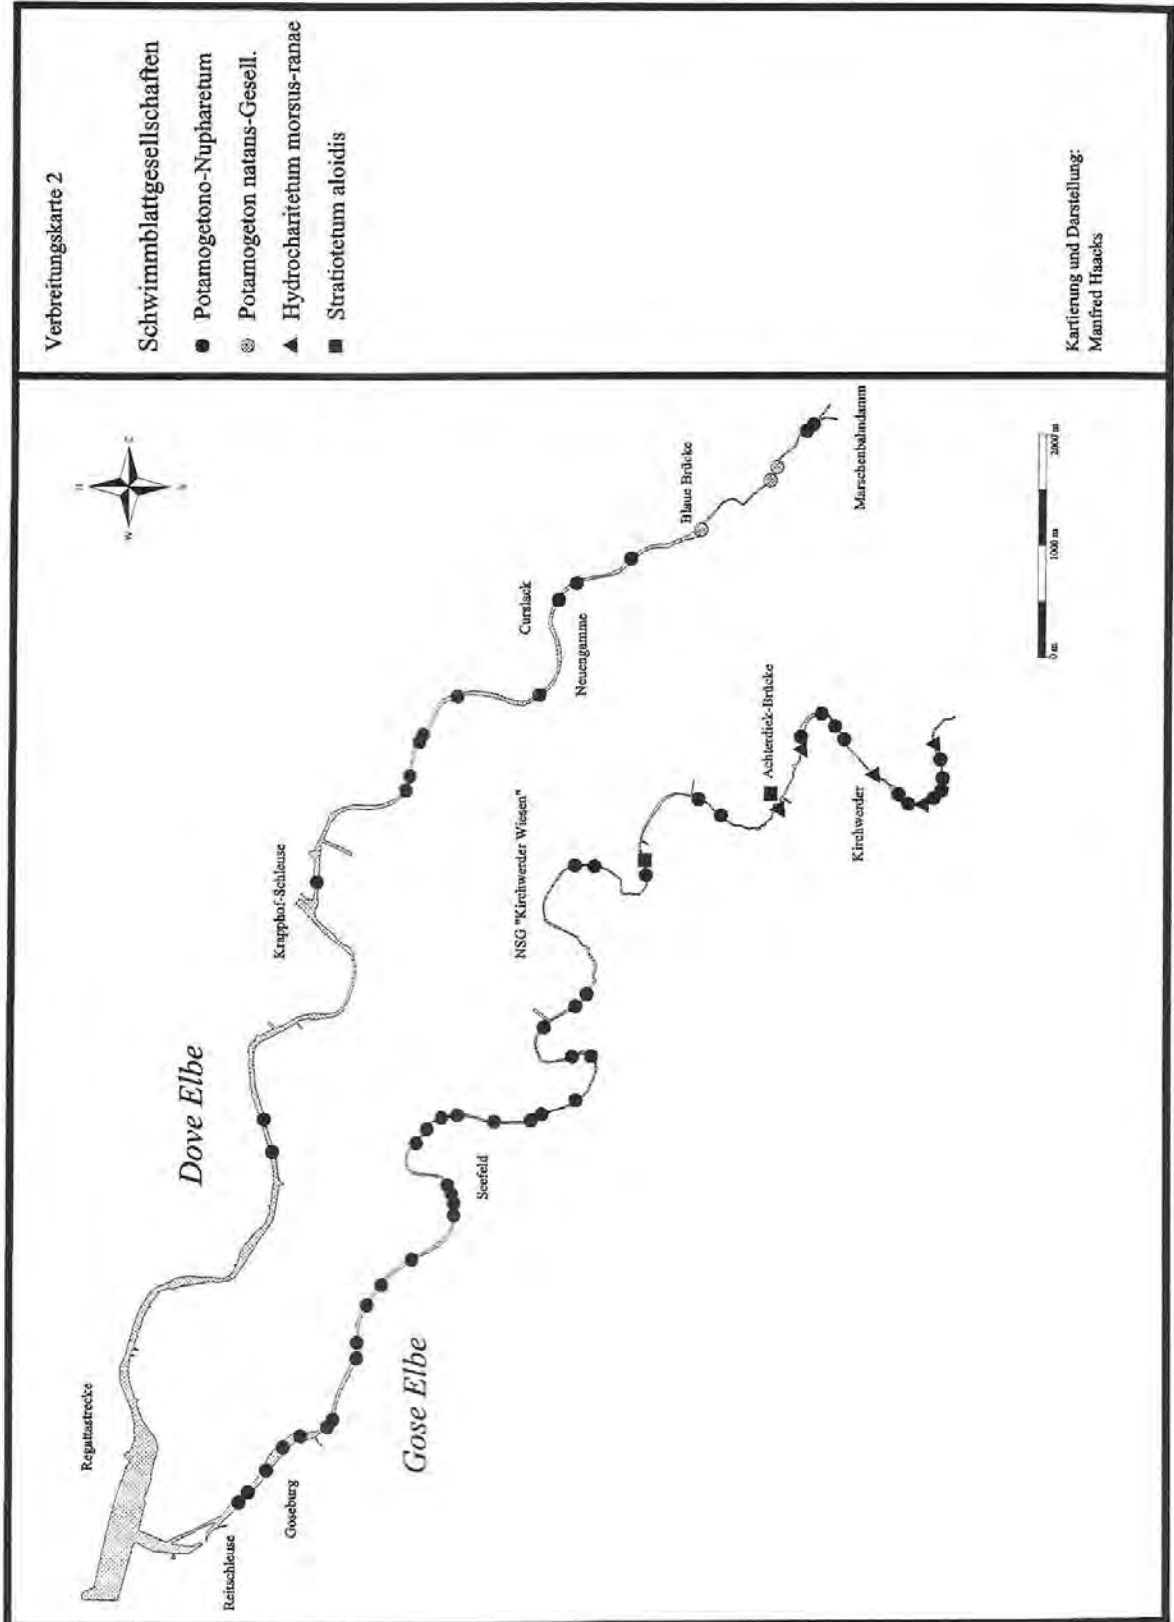 Verbreitungskarte 2
Schwimmblattgesellschaften
Potamogetono-Nupharetum
Potamogeton natans-Gesell.
Hydrocharitetum morsus-ranae
Stratiotetum aloidis
Kartierung und Darstellung:
Manfred Haacks
N
W
S
Regattastrecke
Dove Elbe
Krapphof-Schleuse
Curslack
Neuengamme
Blaue Brücke
Marschenbahndamm
Reitschleuse
Goseburg
Gose Elbe
Seefeld
NSG "Kirchwerder Wiesen"
Achterdiek-Brücke
Kirchwerder
0 m
1000 m
2000 m